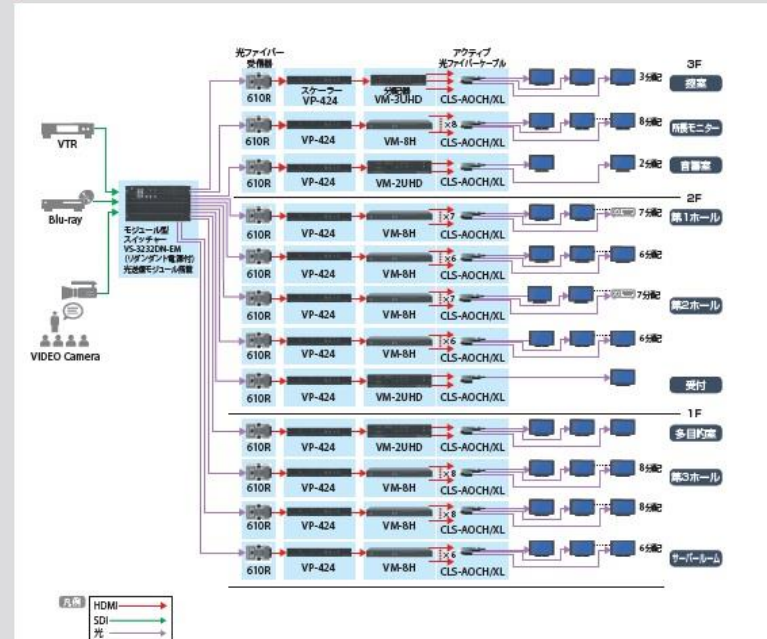 光ファイバー
受信器
アクティブ
光ファイバーケーブル
3F
610R
スケーラー
VP-424
分配器
VM-3UHD
CLS-AOCH/XL
3分配
VTR
610R
VP-424
VM-8H
×8
CLS-AOCH/XL
8分配
所長モニター
610R
VP-424
VM-2UHD
CLS-AOCH/XL
2分配
Blu-ray
モジュール型
スイッチャー
VS-3232DN-EM
(リダンダント電源付)
光送信モジュール搭載
VIDEO Camera
2F
610R
VP-424
VM-8H
×7
CLS-AOCH/XL
7分配
第1ホール
610R
VP-424
VM-8H
×6
CLS-AOCH/XL
6分配
610R
VP-424
VM-8H
×7
CLS-AOCH/XL
7分配
第2ホール
610R
VP-424
VM-8H
×6
CLS-AOCH/XL
6分配
610R
VP-424
VM-2UHD
CLS-AOCH/XL
受付
1F
610R
VP-424
VM-2UHD
CLS-AOCH/XL
多目的室
610R
VP-424
VM-8H
×8
CLS-AOCH/XL
8分配
第3ホール
610R
VP-424
VM-8H
×8
CLS-AOCH/XL
8分配
610R
VP-424
VM-8H
×6
CLS-AOCH/XL
6分配
サーバールーム
凡例
HDMI
SDI
光